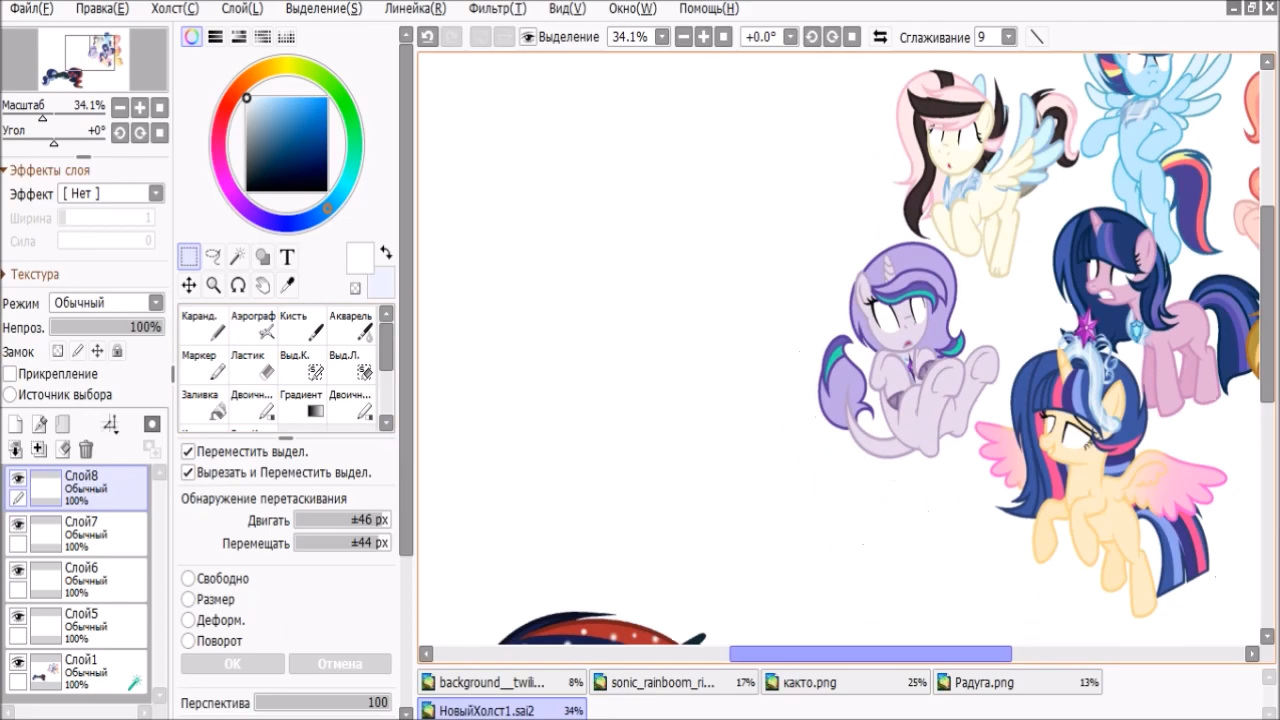 Файл(F) Правка(E) Холст(C) Слой(L) Выделение(S) Линейка(R) Фильтр(T) Вид(V) Окно(W) Помощь(H)
Выделение 34.1% +0.0° Сглаживание 9
Масштаб 34.1%
Угол +0°
Эффекты слоя
Эффект [ Нет ]
Ширина 1
Сила 0
Текстура
Режим Обычный
Непроз. 100%
Замок
Прикрепление
Источник выбора
Слой8
Обычный
100%
Слой7
Обычный
100%
Слой6
Обычный
100%
Слой5
Обычный
100%
Слой1
Обычный
100%
T
Каранд. Аэрограф Кисть Акварель
Маркер Ластик Выд.К. Выд.Л.
Заливка Двоичн... Градиент Двоичн...
Переместить выдел.
Вырезать и Переместить выдел.
Обнаружение перетаскивания
Двигать ±46 px
Перемещать ±44 px
Свободно
Размер
Деформ.
Поворот
OK Отмена
Перспектива 100
background__twili... 8% sonic_rainboom_ri... 17% както.png 25% Радуга.png 13%
НовыйХолст1.sai2 34%